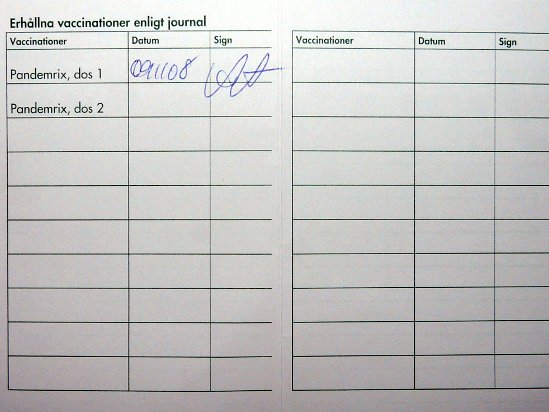 Erhållna vaccinationer enligt journal
Vaccinationer Datum Sign
Pandemrix, dos 1 091108
Pandemrix, dos 2
Vaccinationer Datum Sign